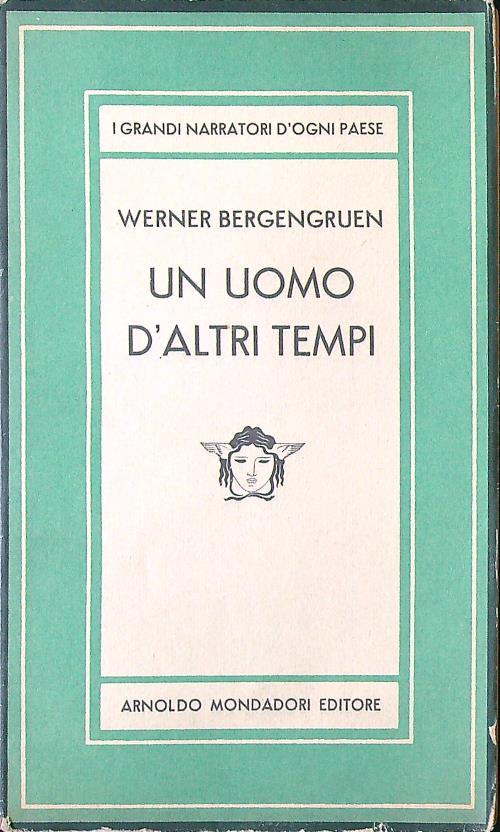 I GRANDI NARRATORI D'OGNI PAESE
WERNER BERGENGRUEN
UN UOMO
D'ALTRI TEMPI
ARNOLDO MONDADORI EDITORE